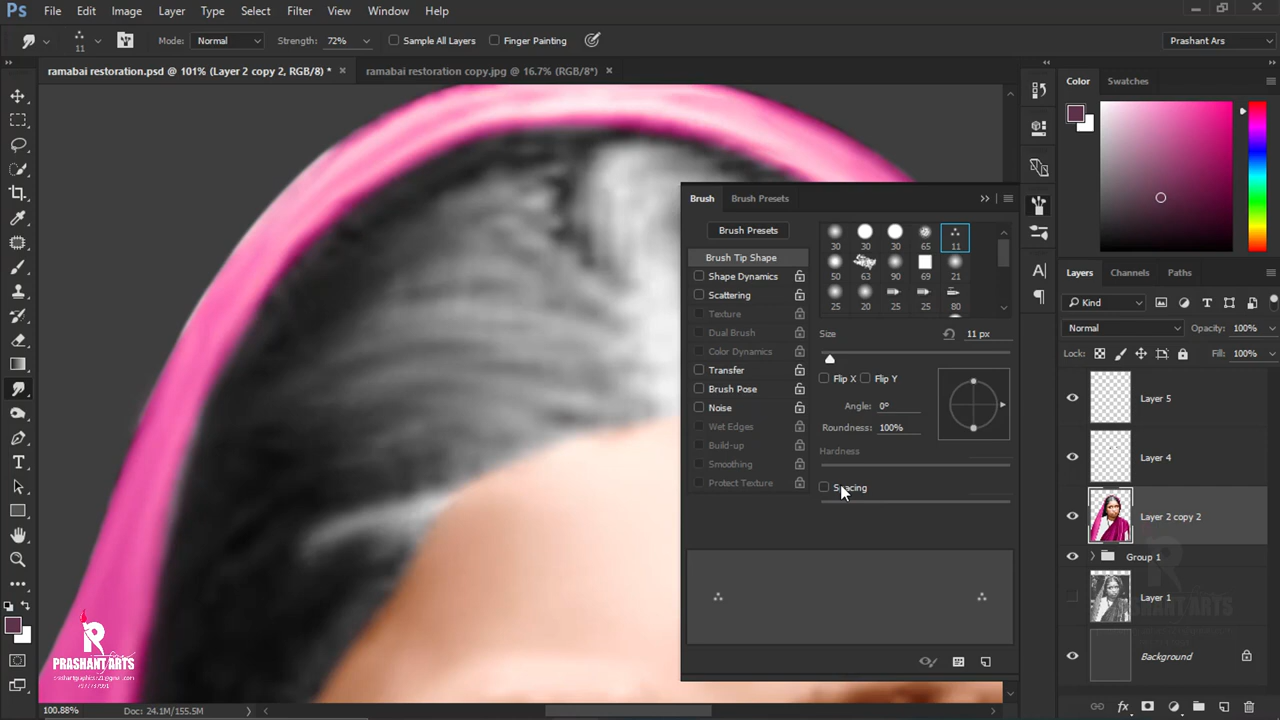 Ps File Edit Image Layer Type Select Filter View Window Help
11 Mode: Normal Strength: 72% Sample All Layers Finger Painting Prashant Ars
ramabai restoration.psd @ 101% (Layer 2 copy 2, RGB/8) * × ramabai restoration copy.jpg @ 16.7% (RGB/8*) ×
Color Swatches
Brush Brush Presets
Brush Presets
30 30 30 65 11
50 63 90 69 21
25 20 25 25 80
Brush Tip Shape
Shape Dynamics
Scattering
Texture
Dual Brush
Color Dynamics
Transfer
Brush Pose
Noise
Wet Edges
Build-up
Smoothing
Protect Texture
Size 11 px
Flip X Flip Y
Angle: 0°
Roundness: 100%
Hardness
Spacing
Layers Channels Paths
Kind
Normal Opacity: 100%
Lock: Fill: 100%
Layer 5
Layer 4
Layer 2 copy 2
Group 1
Layer 1
Background
R
PRASHANT ARTS
PRASHANT ARTS
100.88% Doc: 24.1M/155.5M
fx